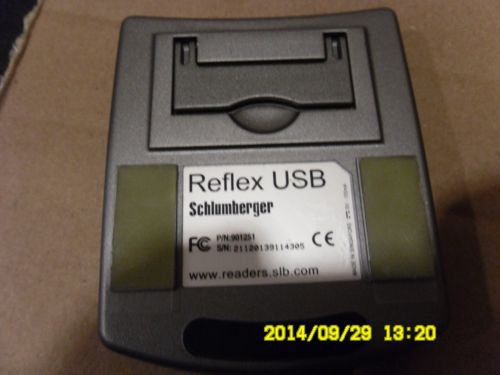 Reflex USB
Schlumberger
FC P/N:901251 CE
S/N: 21120139114305
www.readers.slb.com
2014/09/29 13:20